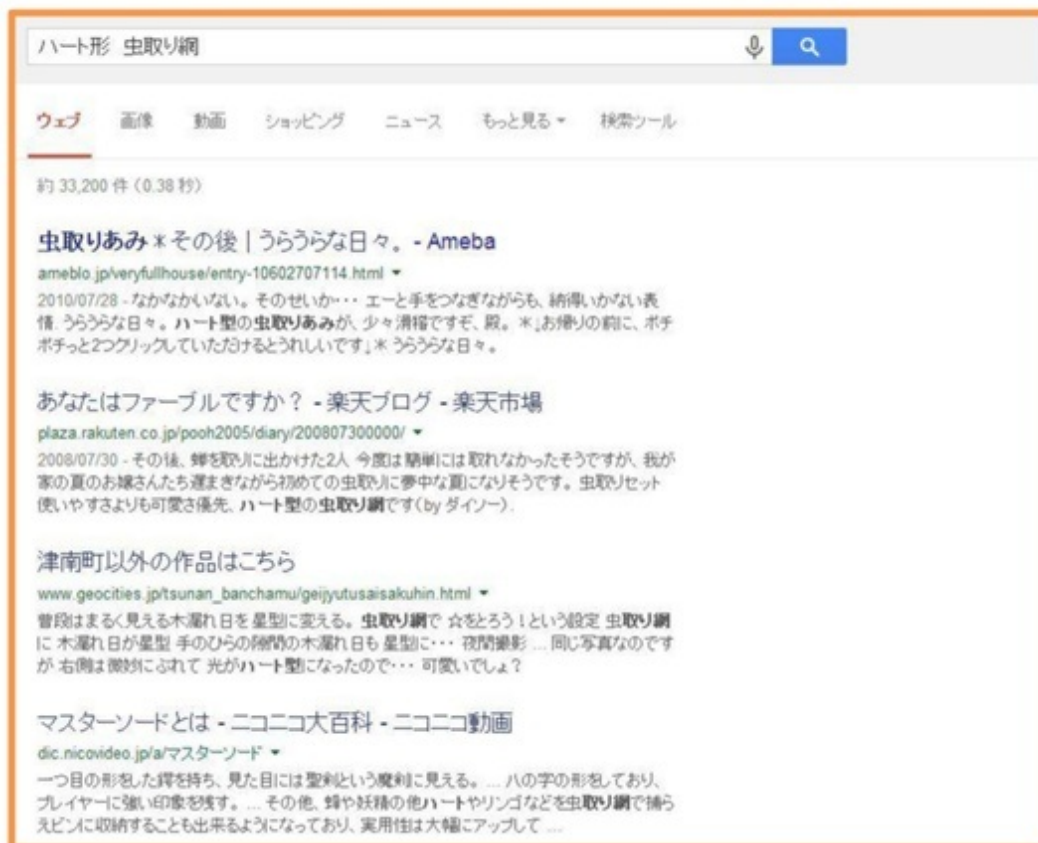 ハート形 虫取り網
ウェブ 画像 動画 ショッピング ニュース もっと見る 検索ツール
約 33,200 件 (0.38 秒)
虫取りあみ＊その後 | うらうらな日々。 - Ameba
ameblo.jp/veryfullhouse/entry-10602707114.html
2010/07/28 - なかなかいない。そのせいか・・・ エーと手をつなぎながらも、納得いかない表
情. うらうらな日々。ハート型の虫取りあみが、少々滑稽ですぞ、殿。＊↓お帰りの前に、ポチ
ポチっと2つクリックしていただけるとうれしいです↓＊ うらうらな日々。
あなたはファーブルですか？ - 楽天ブログ - 楽天市場
plaza.rakuten.co.jp/pooh2005/diary/200807300000/
2008/07/30 - その後、蝉を取りに出かけた2人 今度は簡単には取れなかったそうですが、我が
家の夏のお嬢さんたち遅まきながら初めての虫取りに夢中な夏になりそうです。虫取りセット
使いやすさよりも可愛さ優先、ハート型の虫取り網です(by ダイソー).
津南町以外の作品はこちら
www.geocities.jp/tsunan_banchamu/geijyutusaisakuhin.html
普段はまるく見える木漏れ日を 星型に変える。虫取り網で ☆をとろう！という設定 虫取り網
に 木漏れ日が星型 手のひらの隙間の木漏れ日も 星型に・・・ 夜間撮影 ... 同じ写真なのです
が 右側は微妙にぶれて 光がハート型になったので・・・ 可愛いでしょ？
マスターソードとは - ニコニコ大百科 - ニコニコ動画
dic.nicovideo.jp/a/マスターソード
一つ目の形をした鍔を持ち、見た目には聖剣という魔剣に見える。... 八の字の形をしており、
プレイヤーに強い印象を残す。... その他、蜂や妖精の他ハートやリンゴなどを虫取り網で捕ら
えビンに収納することも出来るようになっており、実用性は大幅にアップして ...